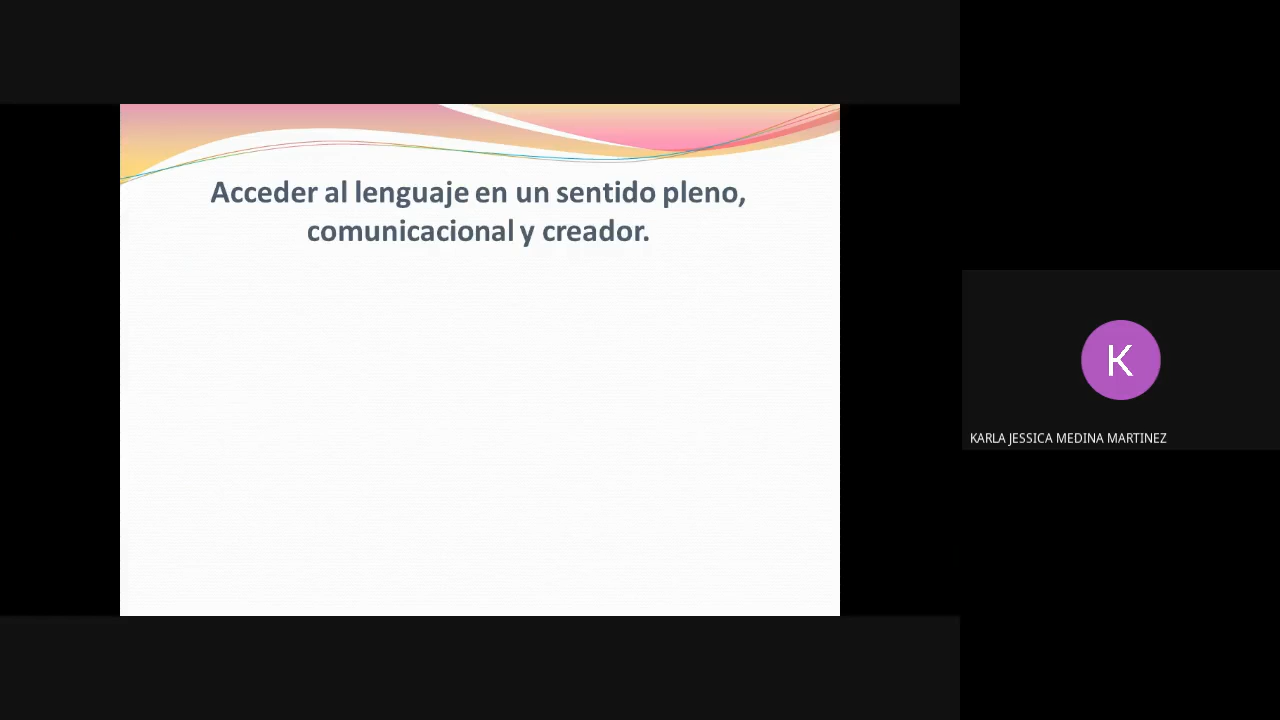 Acceder al lenguaje en un sentido pleno,
comunicacional y creador.
K
KARLA JESSICA MEDINA MARTINEZ